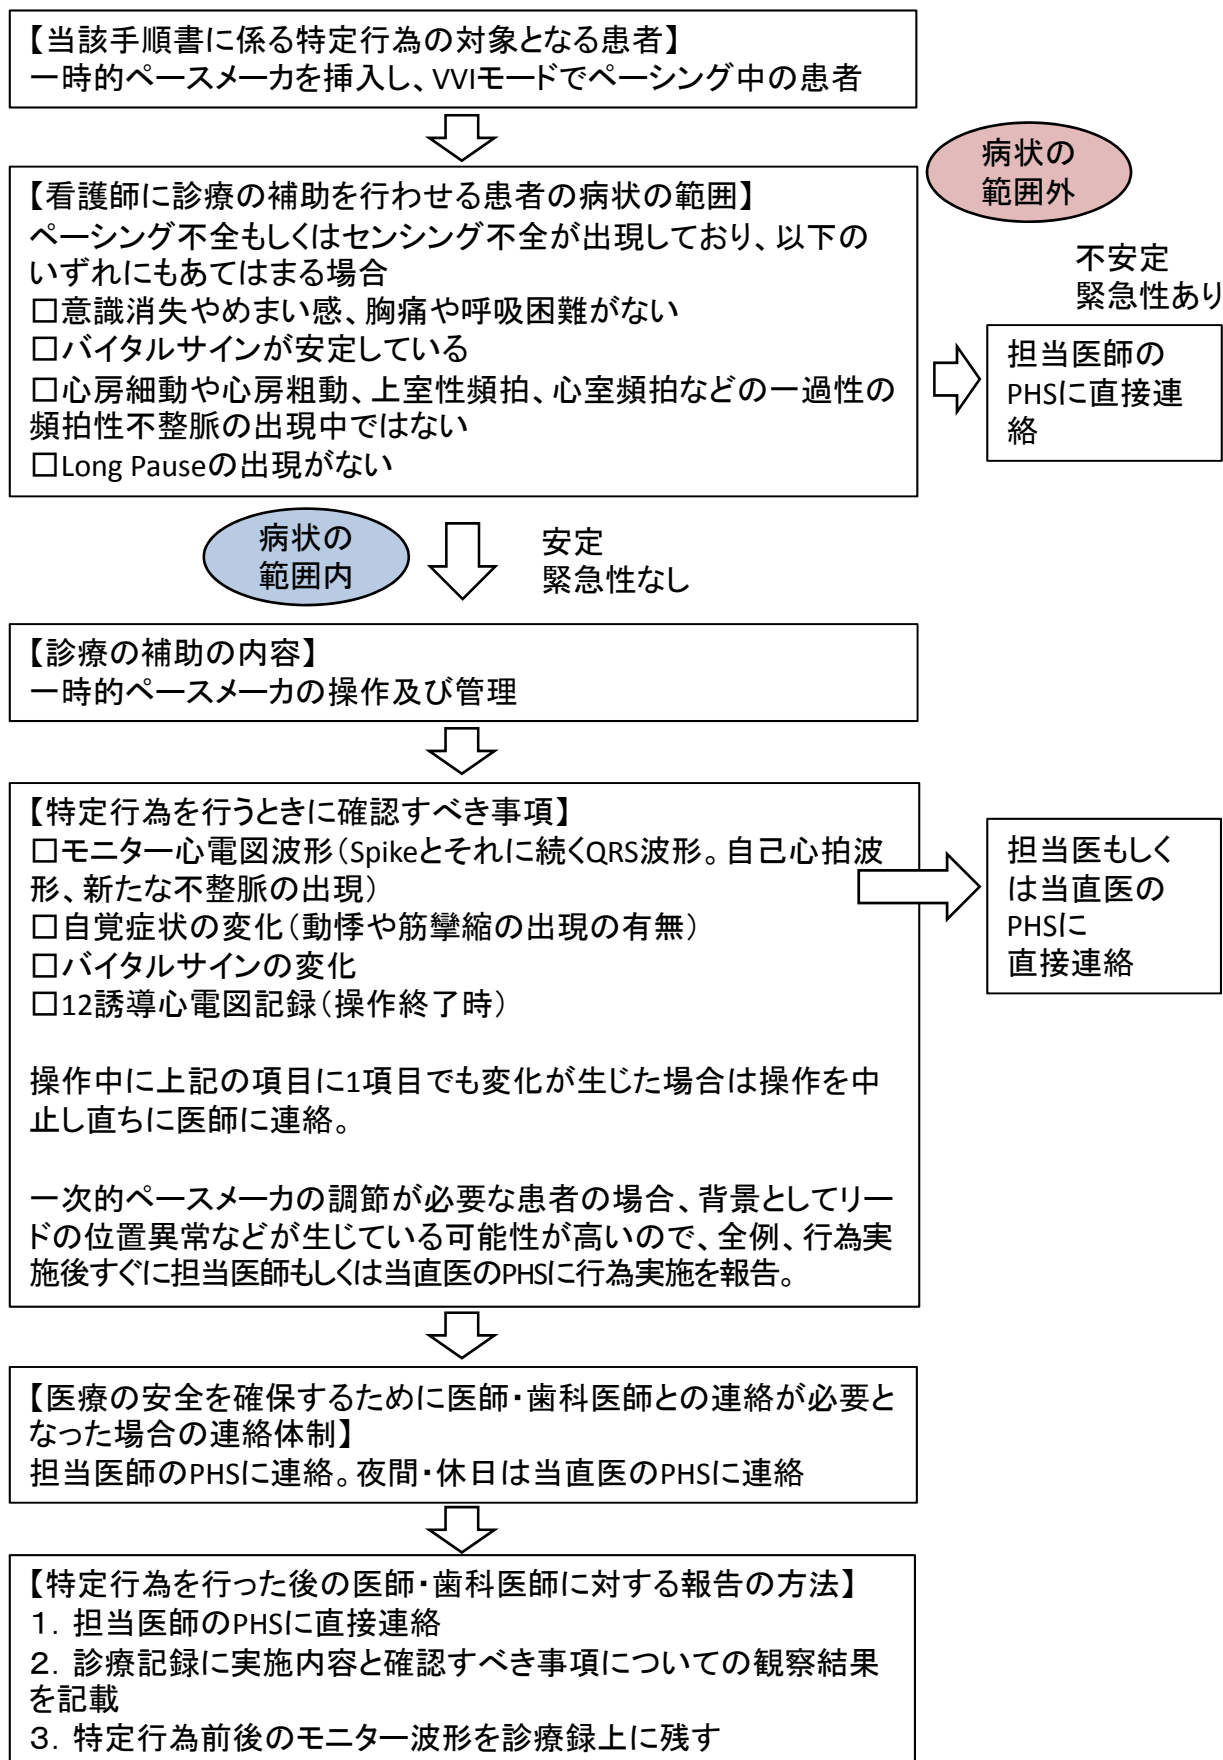 【当該手順書に係る特定行為の対象となる患者】
一時的ペースメーカを挿入し、VVIモードでペーシング中の患者
病状の
範囲外
【看護師に診療の補助を行わせる患者の病状の範囲】
ペーシング不全もしくはセンシング不全が出現しており、以下の
いずれにもあてはまる場合
□意識消失やめまい感、胸痛や呼吸困難がない
□バイタルサインが安定している
□心房細動や心房粗動、上室性頻拍、心室頻拍などの一過性の
頻拍性不整脈の出現中ではない
□Long Pauseの出現がない
不安定
緊急性あり
担当医師の
PHSに直接連
絡
病状の
範囲内
安定
緊急性なし
【診療の補助の内容】
一時的ペースメーカの操作及び管理
【特定行為を行うときに確認すべき事項】
□モニター心電図波形（Spikeとそれに続くQRS波形。自己心拍波
形、新たな不整脈の出現）
□自覚症状の変化（動悸や筋攣縮の出現の有無）
□バイタルサインの変化
□12誘導心電図記録（操作終了時）
操作中に上記の項目に1項目でも変化が生じた場合は操作を中
止し直ちに医師に連絡。
一次的ペースメーカの調節が必要な患者の場合、背景としてリー
ドの位置異常などが生じている可能性が高いので、全例、行為実
施後すぐに担当医師もしくは当直医のPHSに行為実施を報告。
担当医もしく
は当直医の
PHSに
直接連絡
【医療の安全を確保するために医師・歯科医師との連絡が必要と
なった場合の連絡体制】
担当医師のPHSに連絡。夜間・休日は当直医のPHSに連絡
【特定行為を行った後の医師・歯科医師に対する報告の方法】
１．担当医師のPHSに直接連絡
２．診療記録に実施内容と確認すべき事項についての観察結果
を記載
３．特定行為前後のモニター波形を診療録上に残す